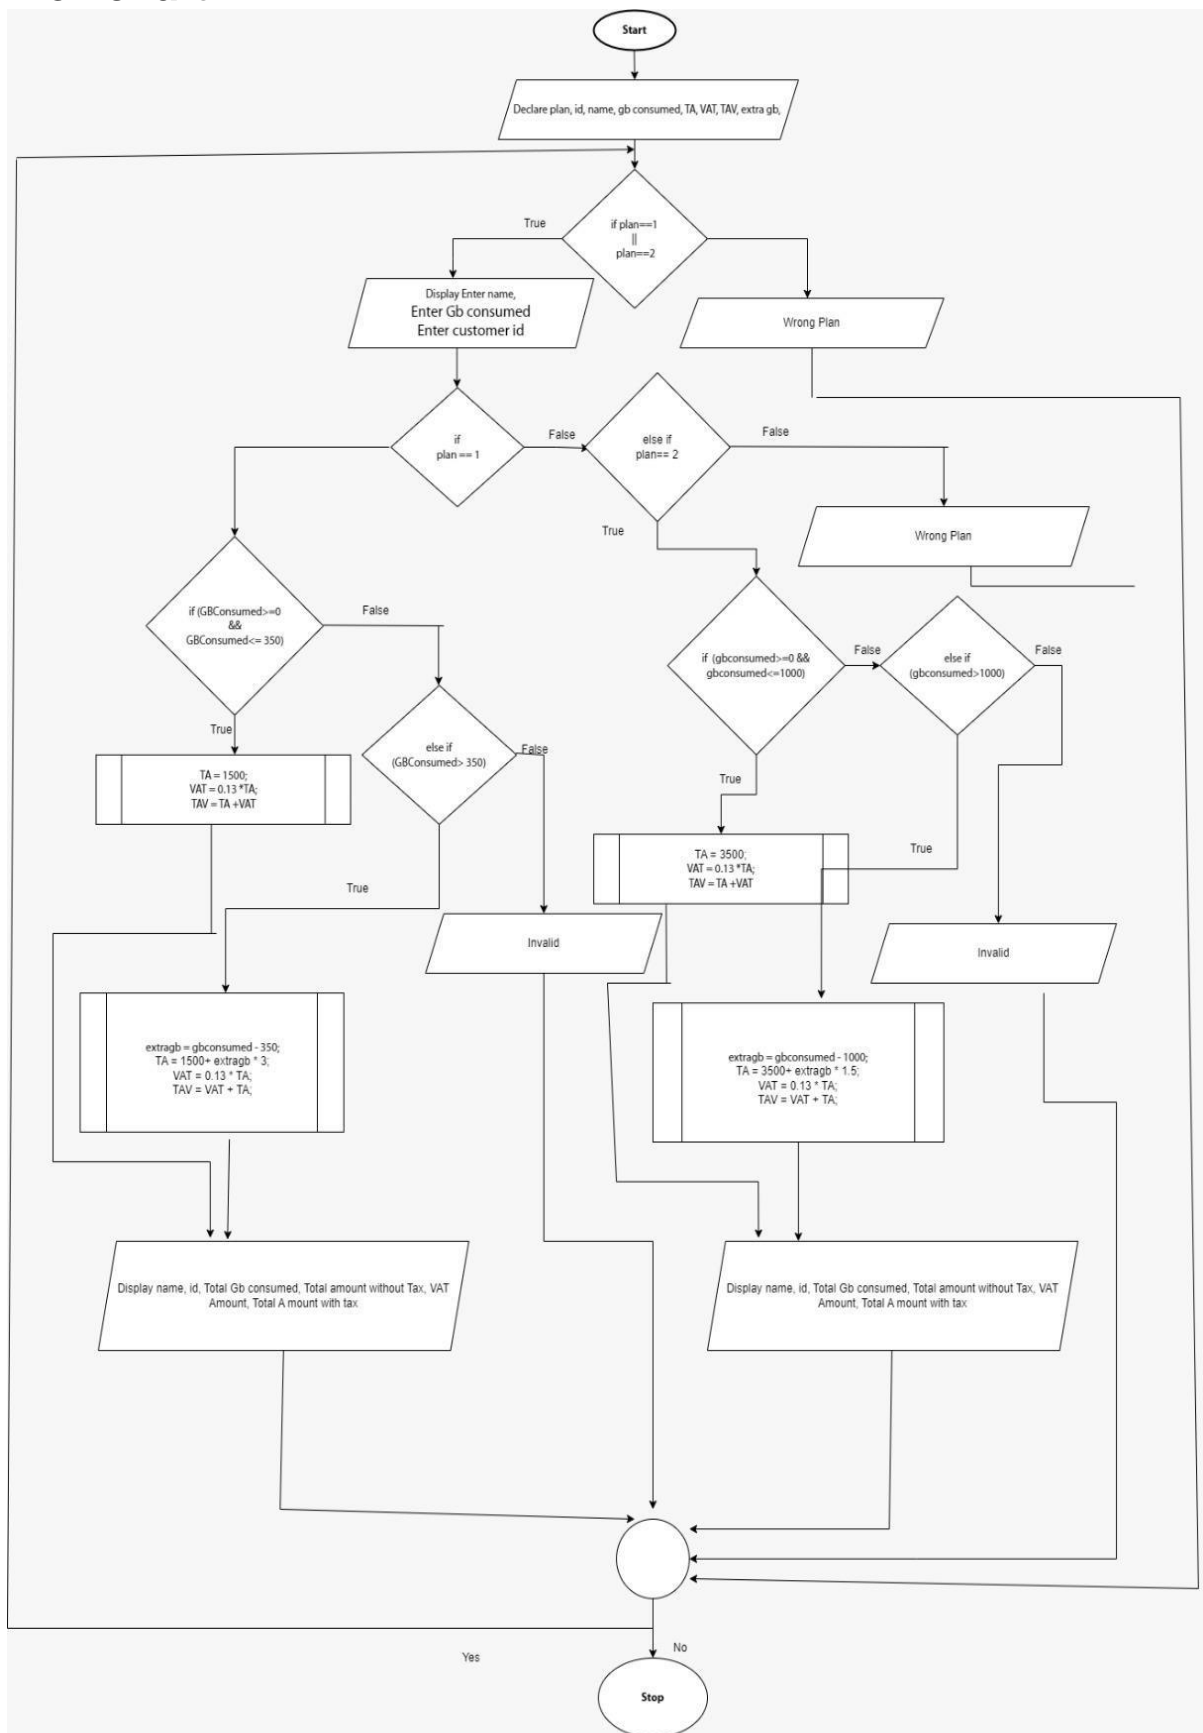 Start
Declare plan, id, name, gb consumed, TA, VAT, TAV, extra gb,
True
if plan==1
||
plan==2
Display Enter name,
Enter Gb consumed
Enter customer id
Wrong Plan
if
plan == 1
False
else if
plan== 2
False
True
Wrong Plan
if (GBConsumed>=0
&&
GBConsumed<= 350)
False
if (gbconsumed>=0 &&
gbconsumed<=1000)
False
else if
(gbconsumed>1000)
False
True
else if
(GBConsumed> 350)
False
TA = 1500;
VAT = 0.13 *TA;
TAV = TA +VAT
True
TA = 3500;
VAT = 0.13 *TA;
TAV = TA +VAT
True
True
Invalid
Invalid
extragb = gbconsumed - 350;
TA = 1500+ extragb * 3;
VAT = 0.13 * TA;
TAV = VAT + TA;
extragb = gbconsumed - 1000;
TA = 3500+ extragb * 1.5;
VAT = 0.13 * TA;
TAV = VAT + TA;
Display name, id, Total Gb consumed, Total amount without Tax, VAT
Amount, Total A mount with tax
Display name, id, Total Gb consumed, Total amount without Tax, VAT
Amount, Total A mount with tax
Yes
No
Stop